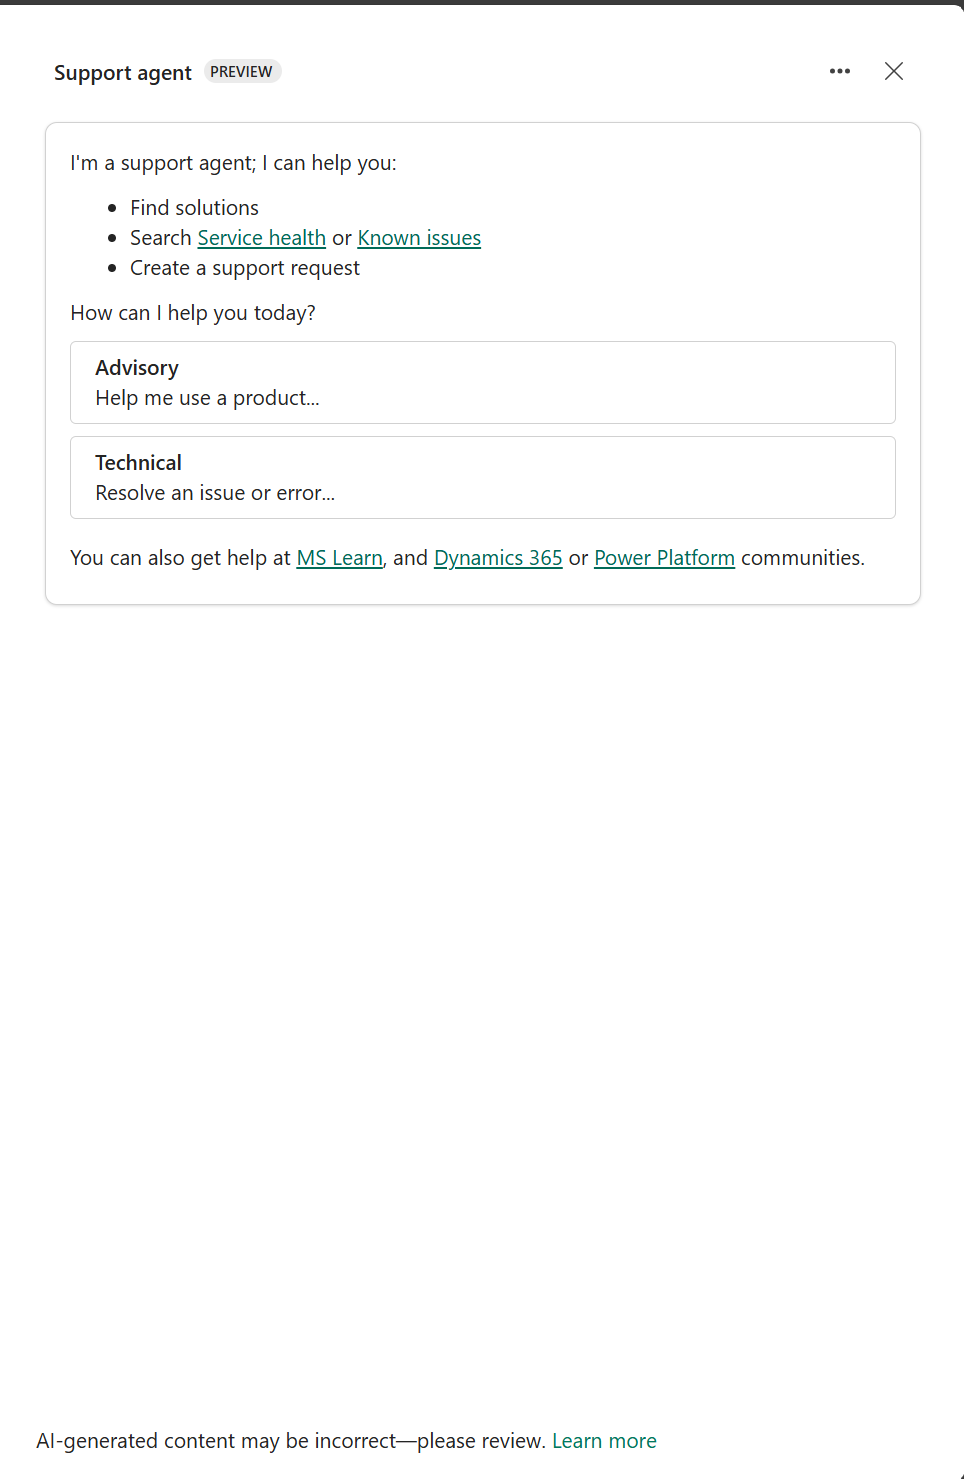 Support agent PREVIEW
I'm a support agent; I can help you:
Find solutions
Search Service health or Known issues
Create a support request
How can I help you today?
Advisory
Help me use a product...
Technical
Resolve an issue or error...
You can also get help at MS Learn, and Dynamics 365 or Power Platform communities.
AI-generated content may be incorrect—please review. Learn more